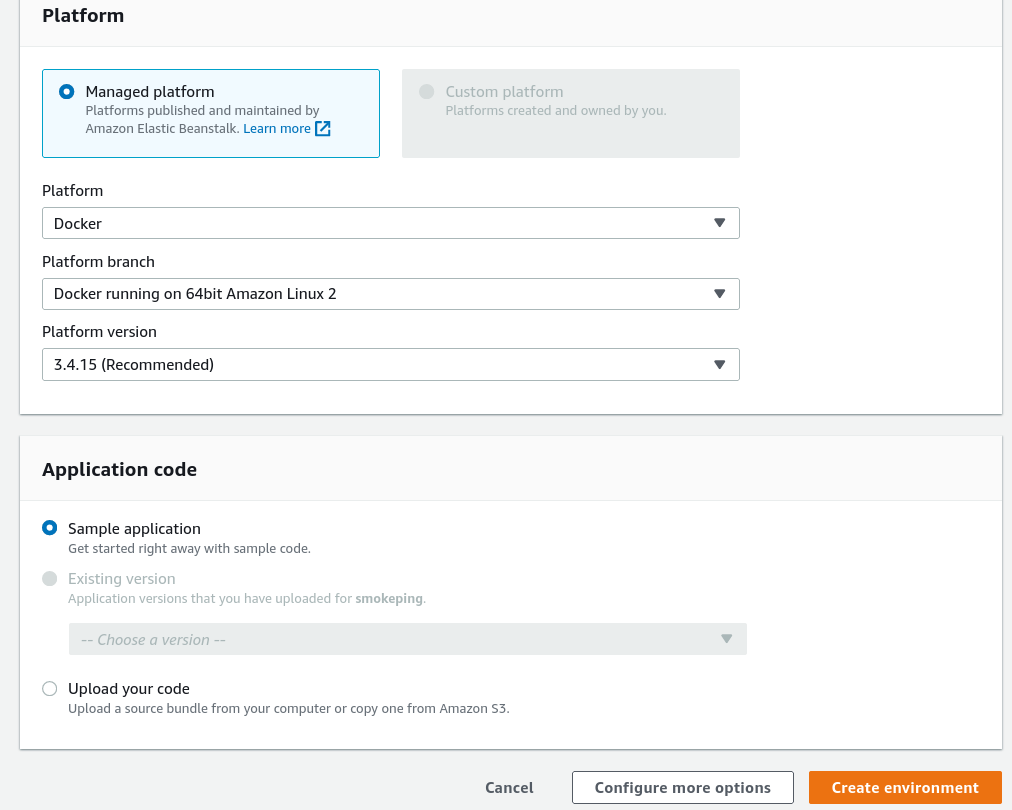 Platform
Managed platform
Platforms published and maintained by
Amazon Elastic Beanstalk. Learn more
Custom platform
Platforms created and owned by you.
Platform
Docker
Platform branch
Docker running on 64bit Amazon Linux 2
Platform version
3.4.15 (Recommended)
Application code
Sample application
Get started right away with sample code.
Existing version
Application versions that you have uploaded for smokeping.
-- Choose a version --
Upload your code
Upload a source bundle from your computer or copy one from Amazon S3.
Cancel
Configure more options
Create environment